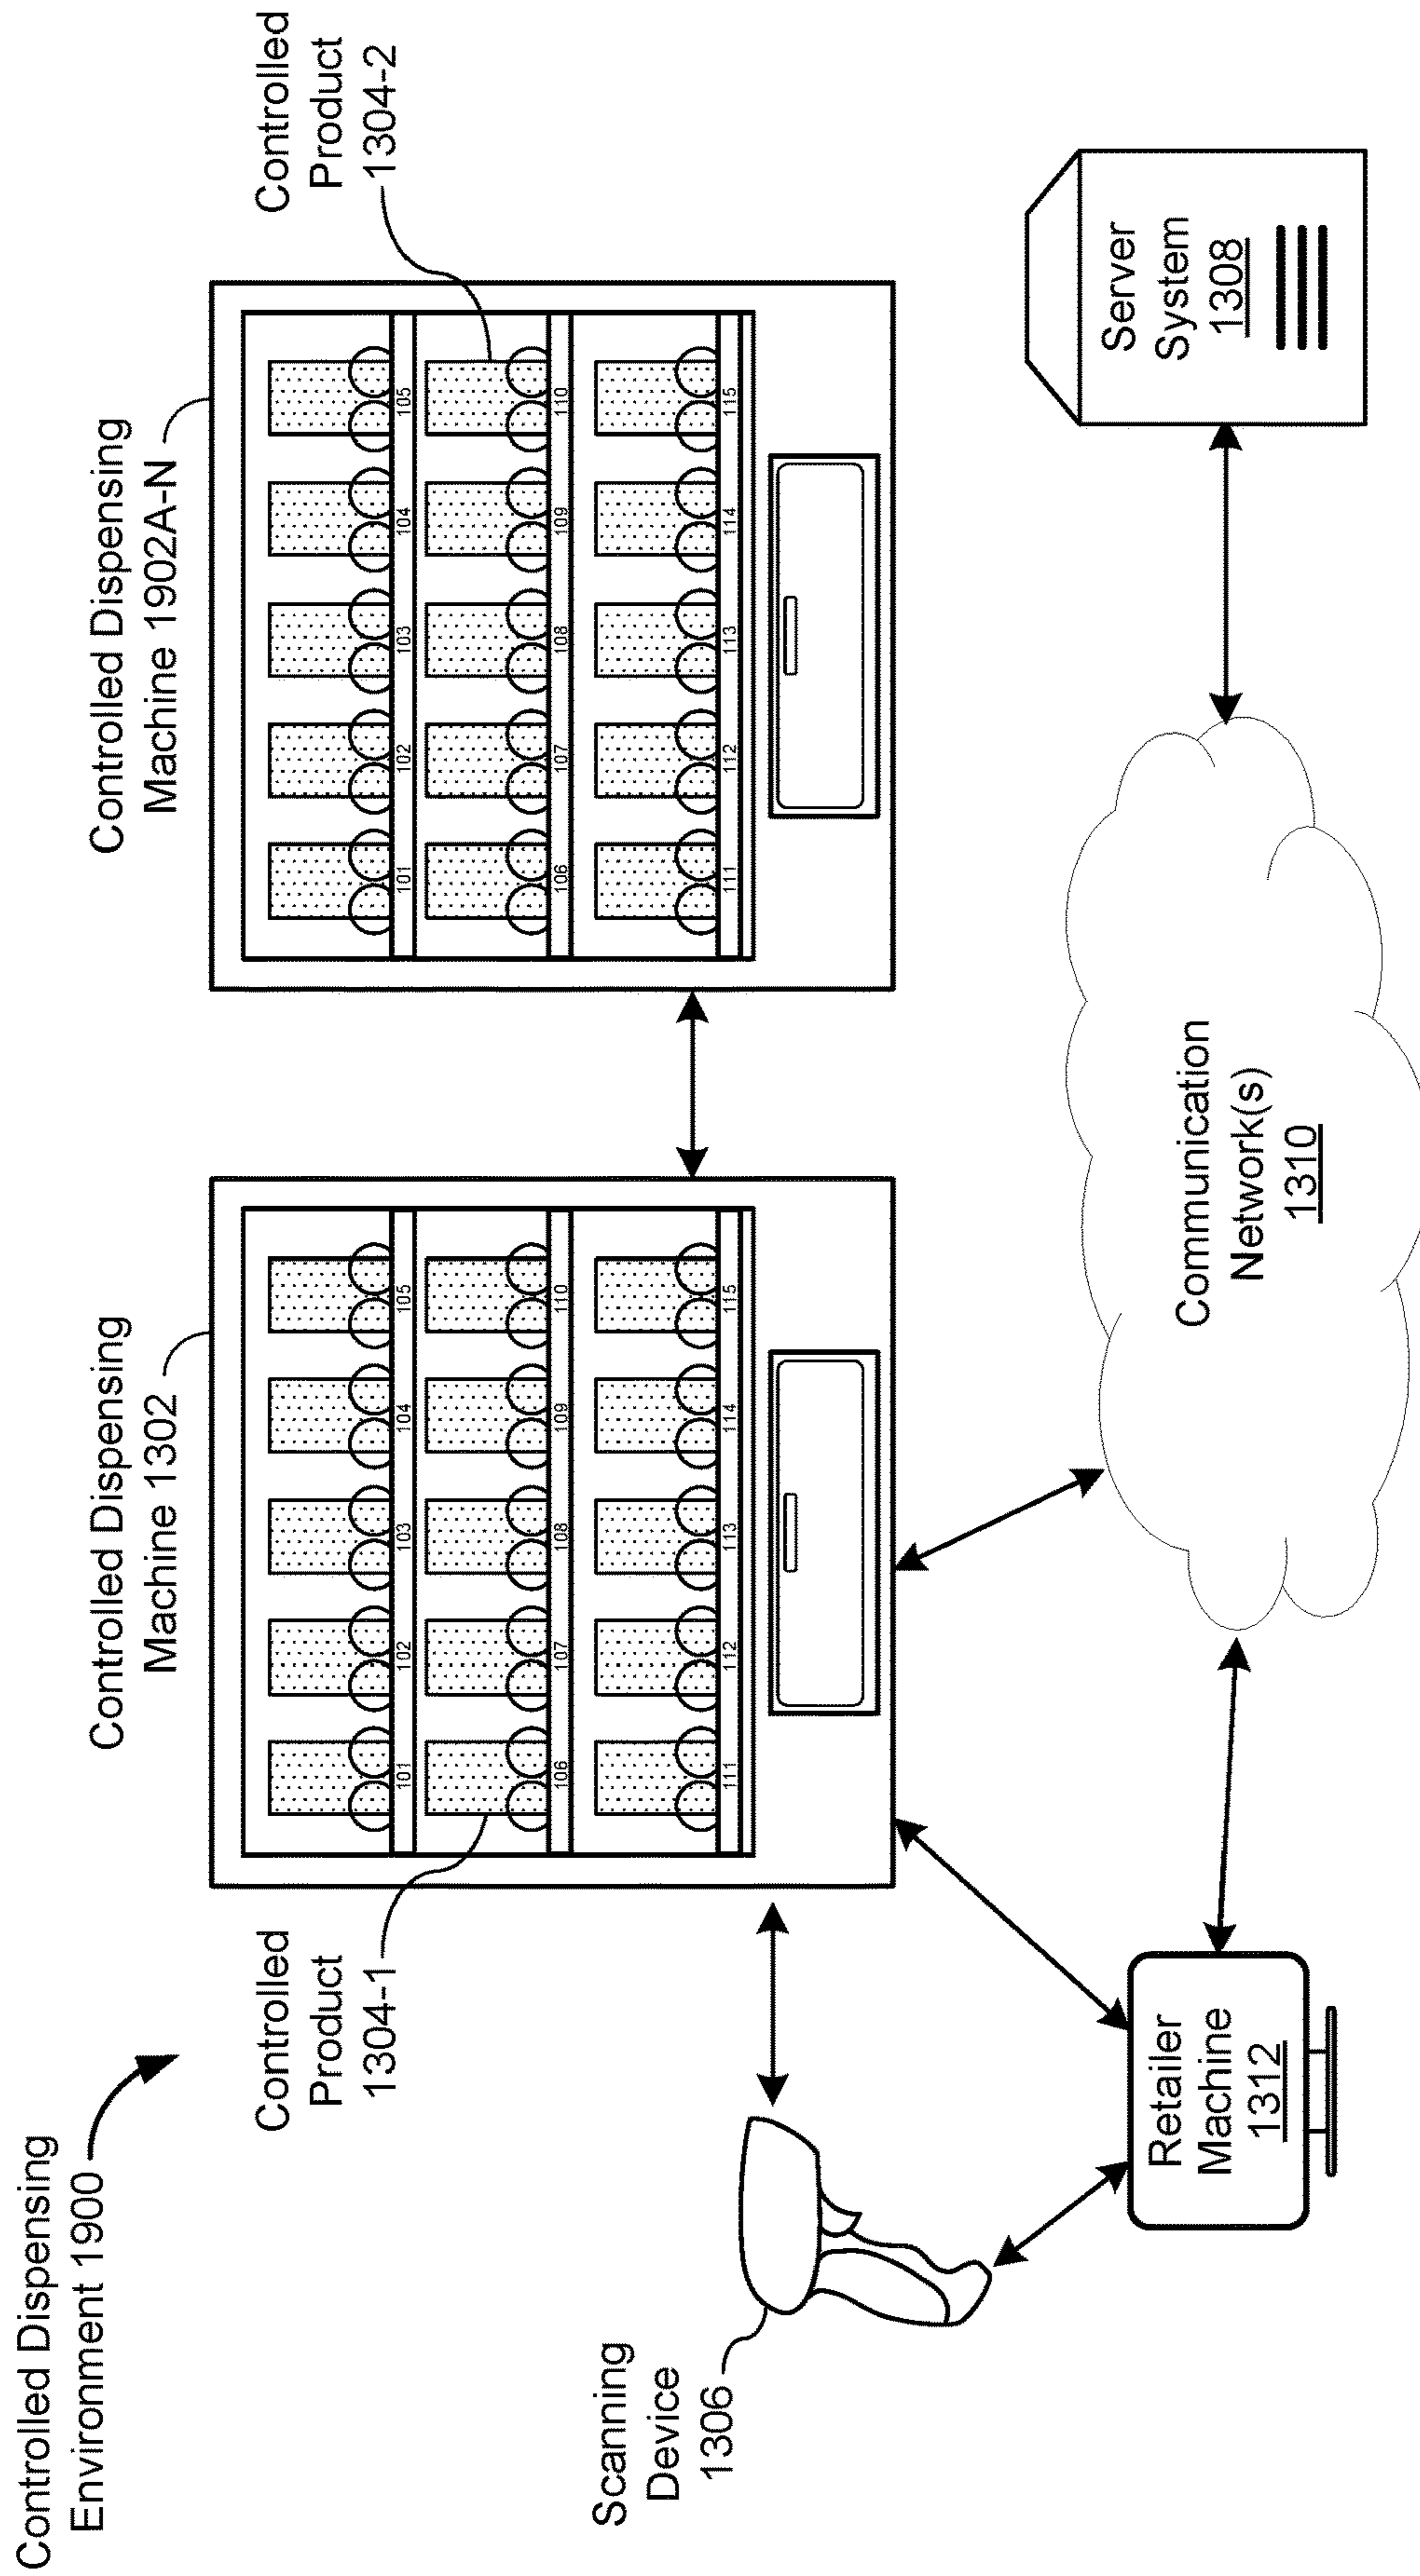 Controlled Dispensing
Environment 1900
Controlled Dispensing
Machine 1302
Controlled Dispensing
Machine 1902A-N
Controlled
Product
1304-1
Controlled
Product
1304-2
101 102 103 104 105
106 107 108 109 110
111 112 113 114 115
101 102 103 104 105
106 107 108 109 110
111 112 113 114 115
Scanning
Device
1306
Retailer
Machine
1312
Communication
Network(s)
1310
Server
System
1308